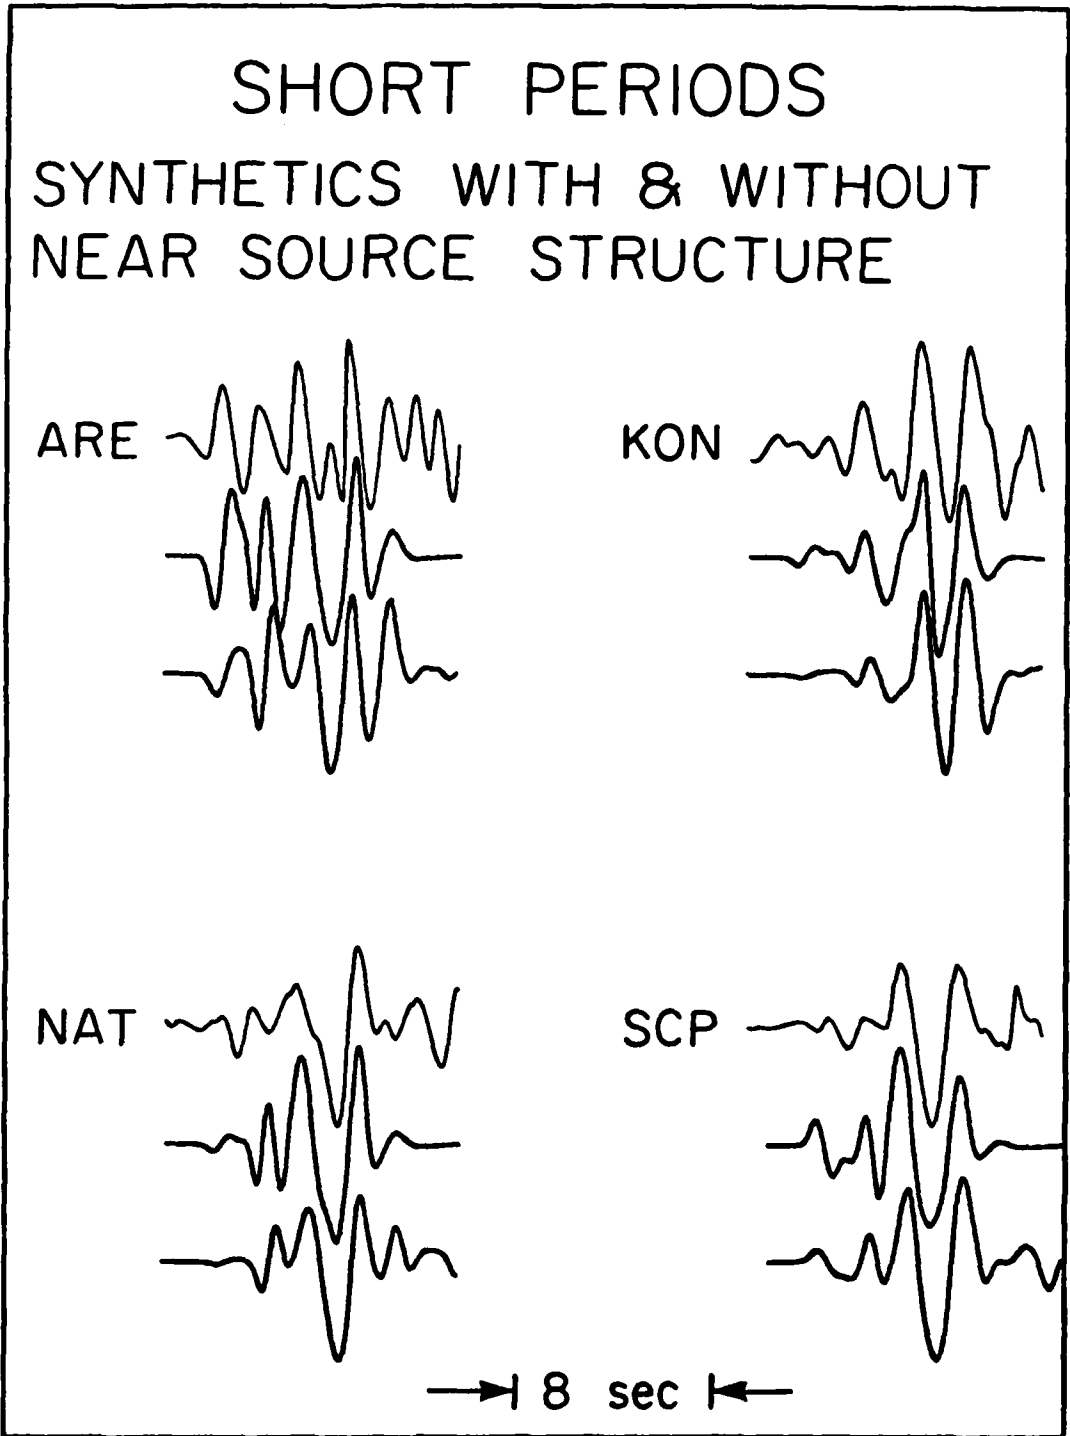 SHORT PERIODS
SYNTHETICS WITH & WITHOUT
NEAR SOURCE STRUCTURE
ARE
KON
NAT
SCP
8 sec